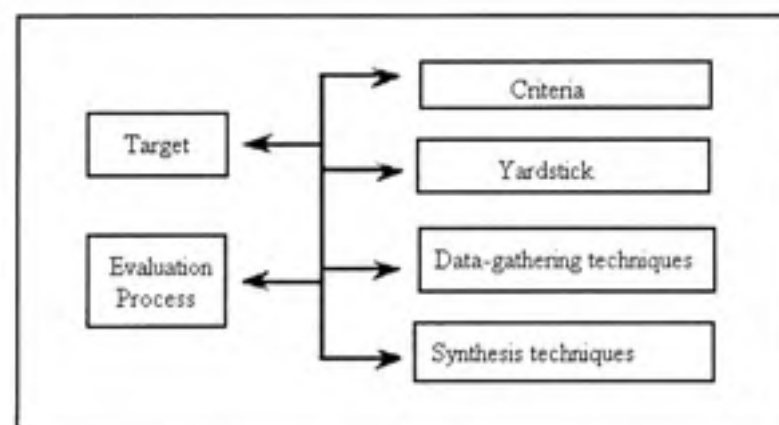 Target
Evaluation
Process
Criteria
Yardstick
Data-gathering techniques
Synthesis techniques